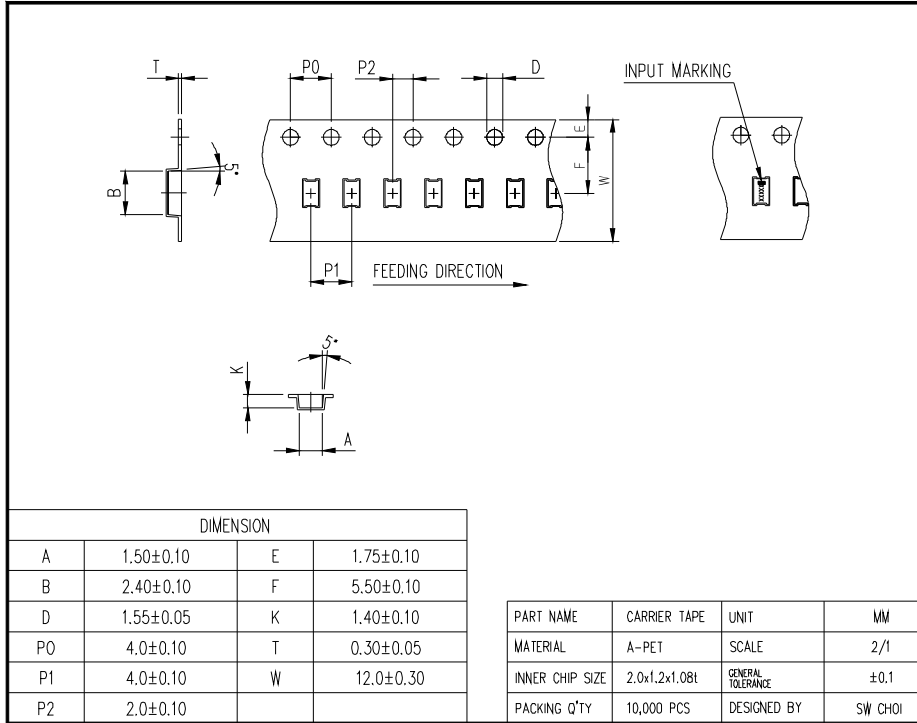 T
P0
P2
D
INPUT MARKING
E
F
W
B
5°
P1
FEEDING DIRECTION
XXXX
5°
K
A
DIMENSION
A 1.50±0.10 E 1.75±0.10
B 2.40±0.10 F 5.50±0.10
D 1.55±0.05 K 1.40±0.10
P0 4.0±0.10 T 0.30±0.05
P1 4.0±0.10 W 12.0±0.30
P2 2.0±0.10
PART NAME CARRIER TAPE UNIT MM
MATERIAL A-PET SCALE 2/1
INNER CHIP SIZE 2.0x1.2x1.08t GENERAL TOLERANCE ±0.1
PACKING Q'TY 10,000 PCS DESIGNED BY SW CHOI